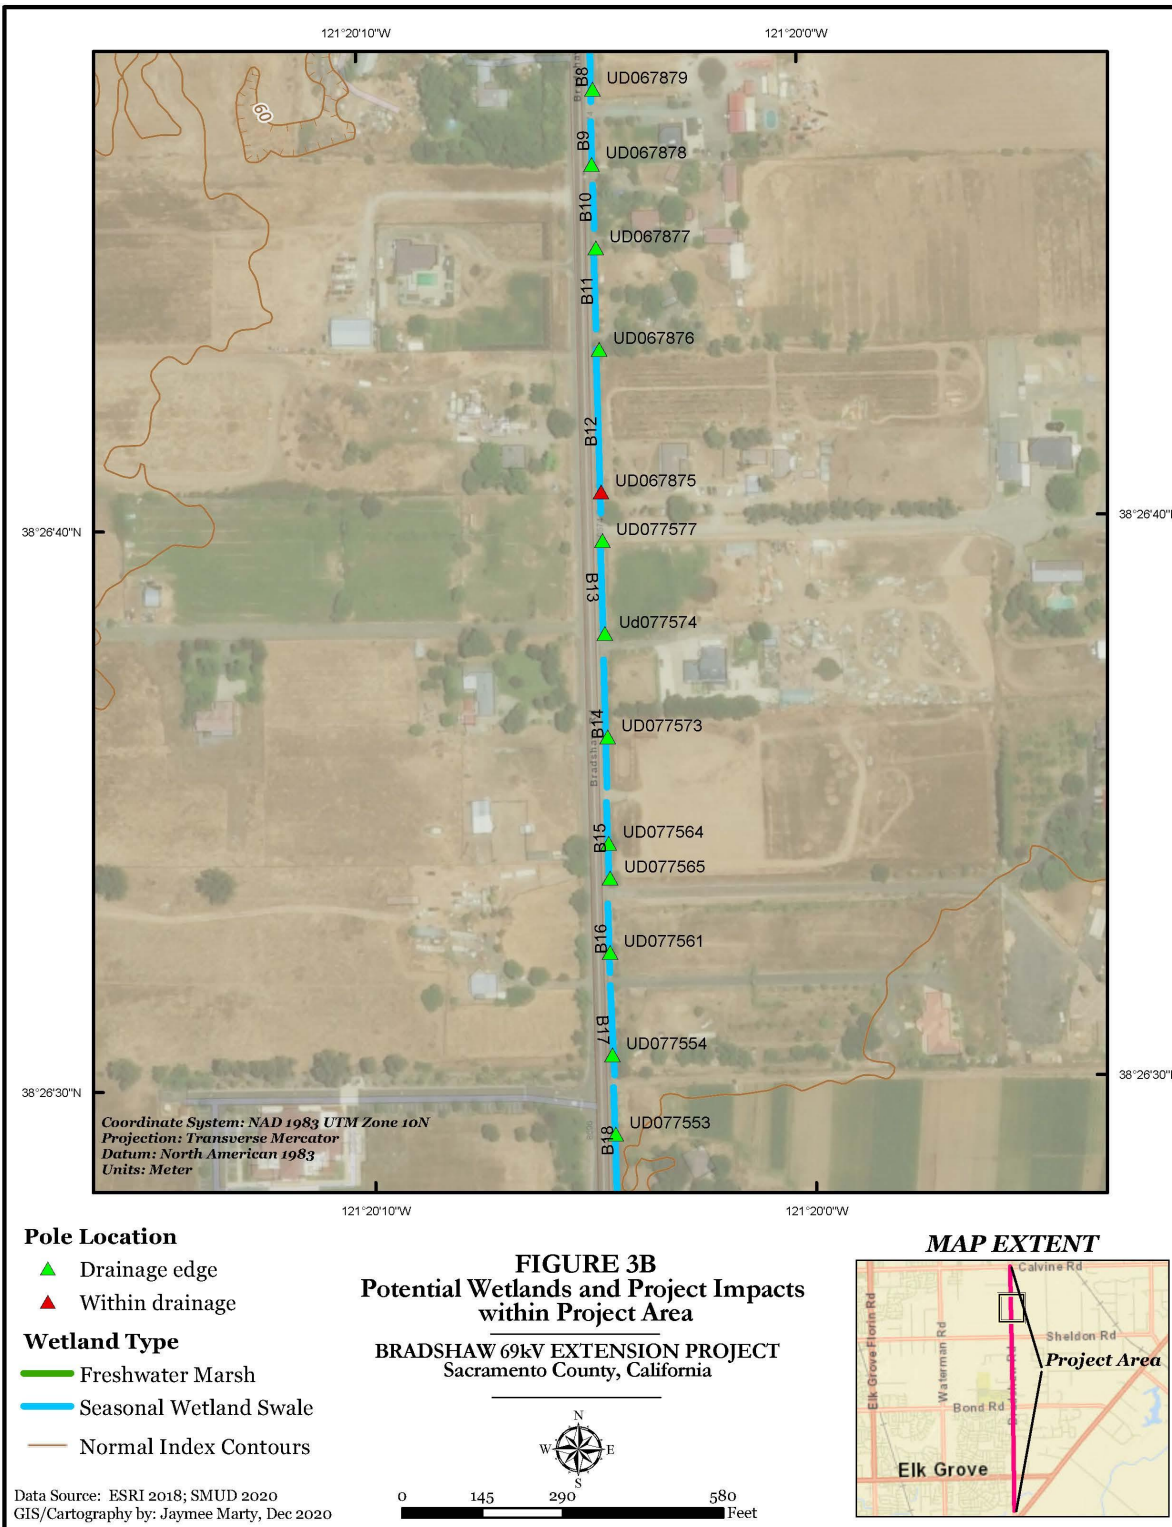 121°20'10"W
121°20'0"W
60
B8
UD067879
B9
UD067878
B10
UD067877
B11
UD067876
B12
UD067875
38°26'40"N
38°26'40"N
UD077577
B13
Ud077574
B14
UD077573
Bradshaw
B15
UD077564
UD077565
B16
UD077561
B17
UD077554
38°26'30"N
38°26'30"N
B18
UD077553
Coordinate System: NAD 1983 UTM Zone 10N
Projection: Transverse Mercator
Datum: North American 1983
Units: Meter
121°20'10"W
121°20'0"W
Pole Location
Drainage edge
Within drainage
Wetland Type
Freshwater Marsh
Seasonal Wetland Swale
Normal Index Contours
Data Source: ESRI 2018; SMUD 2020
GIS/Cartography by: Jaymee Marty, Dec 2020
FIGURE 3B
Potential Wetlands and Project Impacts
within Project Area
BRADSHAW 69kV EXTENSION PROJECT
Sacramento County, California
N
W
E
S
0 145 290 580
Feet
MAP EXTENT
Calvine Rd
Elk Grove Florin Rd
Waterman Rd
Sheldon Rd
Project Area
Bradshaw Rd
Bond Rd
Elk Grove